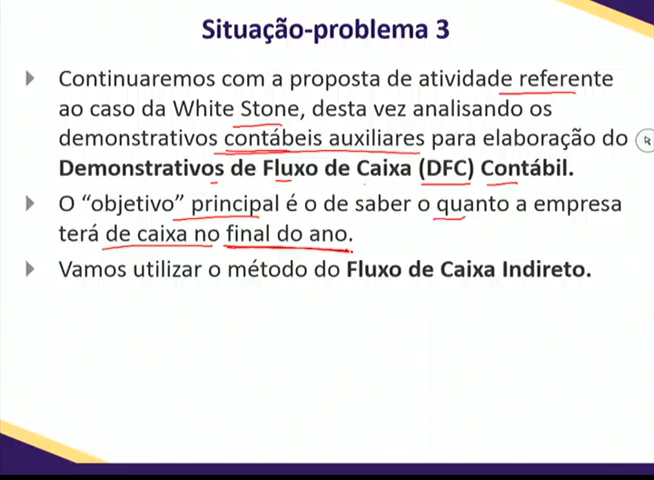 Situação-problema 3
Continuaremos com a proposta de atividade referente
ao caso da White Stone, desta vez analisando os
demonstrativos contábeis auxiliares para elaboração do
Demonstrativos de Fluxo de Caixa (DFC) Contábil.
O “objetivo” principal é o de saber o quanto a empresa
terá de caixa no final do ano.
Vamos utilizar o método do Fluxo de Caixa Indireto.